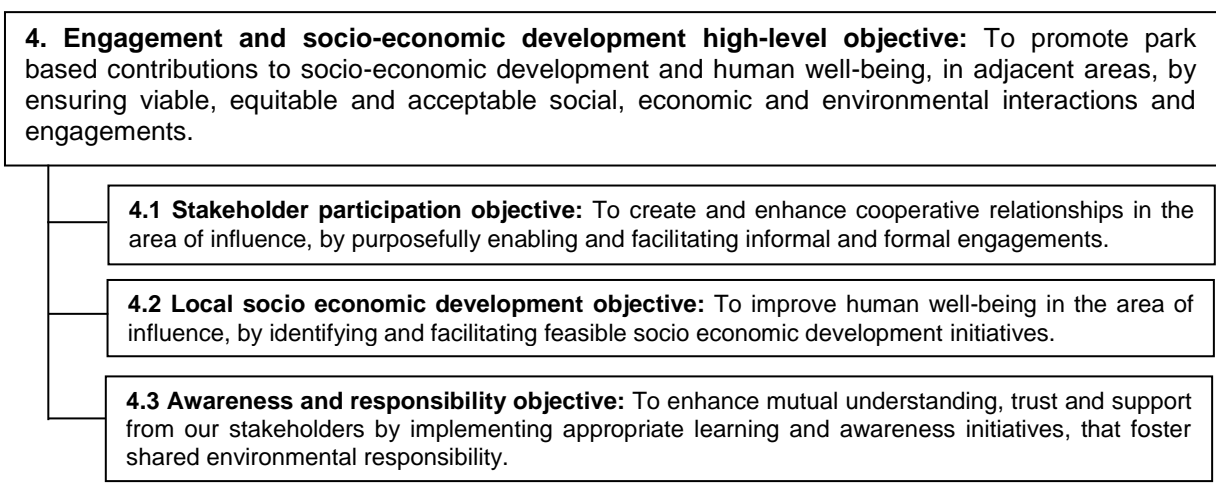 4. Engagement and socio-economic development high-level objective: To promote park
based contributions to socio-economic development and human well-being, in adjacent areas, by
ensuring viable, equitable and acceptable social, economic and environmental interactions and
engagements.
4.1 Stakeholder participation objective: To create and enhance cooperative relationships in the
area of influence, by purposefully enabling and facilitating informal and formal engagements.
4.2 Local socio economic development objective: To improve human well-being in the area of
influence, by identifying and facilitating feasible socio economic development initiatives.
4.3 Awareness and responsibility objective: To enhance mutual understanding, trust and support
from our stakeholders by implementing appropriate learning and awareness initiatives, that foster
shared environmental responsibility.